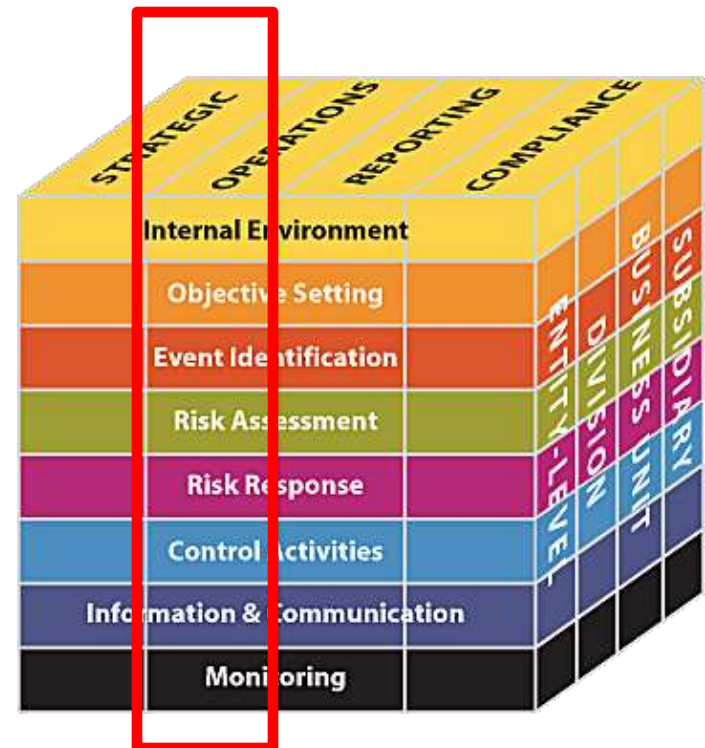 STRATEGIC
OPERATIONS
REPORTING
COMPLIANCE
Internal Environment
Objective Setting
Event Identification
Risk Assessment
Risk Response
Control Activities
Information & Communication
Monitoring
ENTITY-LEVEL
DIVISION
BUSINESS UNIT
SUBSIDIARY